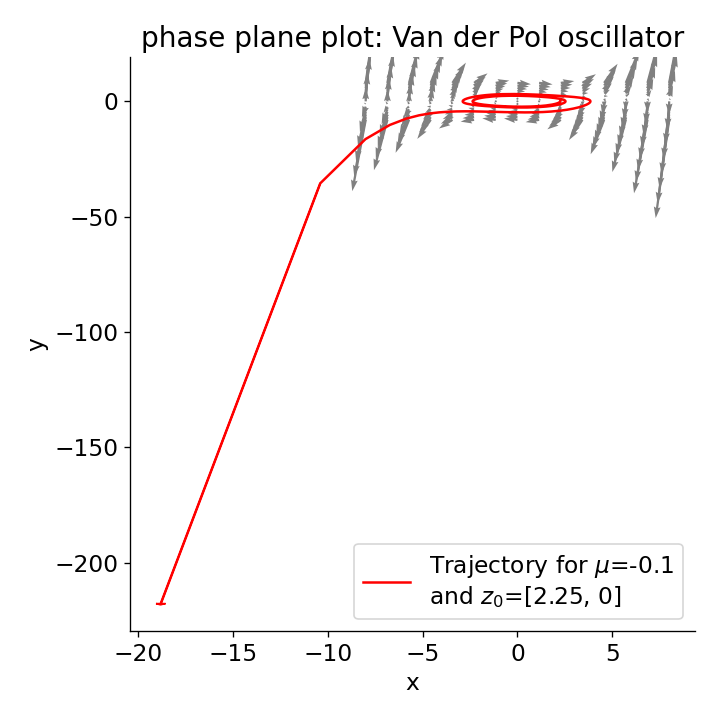 phase plane plot: Van der Pol oscillator
0
−50
−100
−150
−200
y
−20
−15
−10
−5
0
5
x
Trajectory for μ=-0.1
and z₀=[2.25, 0]